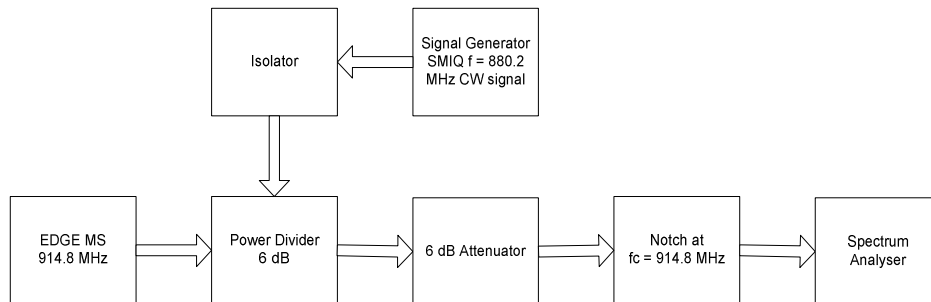 Isolator
Signal Generator
SMIQ f = 880.2
MHz CW signal
EDGE MS
914.8 MHz
Power Divider
6 dB
6 dB Attenuator
Notch at
fc = 914.8 MHz
Spectrum
Analyser